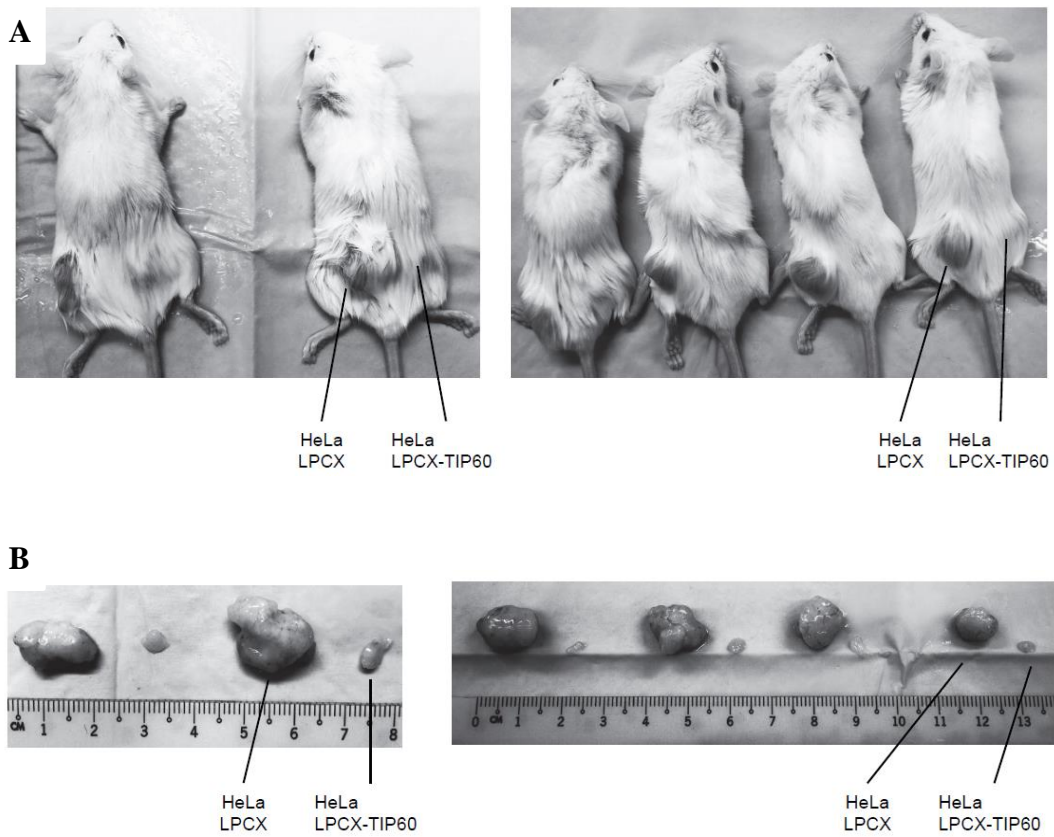 A
HeLa HeLa
LPCX LPCX-TIP60
HeLa HeLa
LPCX LPCX-TIP60
B
CM 1 2 3 4 5 6 7 8
0 CM 1 2 3 4 5 6 7 8 9 10 11 12 13
HeLa HeLa
LPCX LPCX-TIP60
HeLa HeLa
LPCX LPCX-TIP60